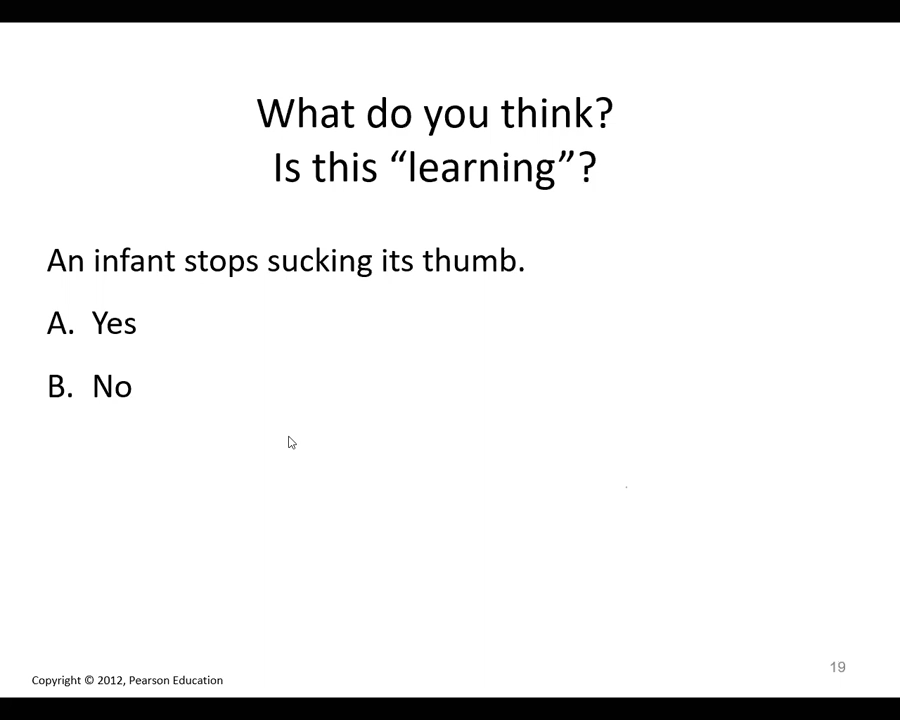 What do you think?
Is this “learning”?
An infant stops sucking its thumb.
A. Yes
B. No
19
Copyright © 2012, Pearson Education